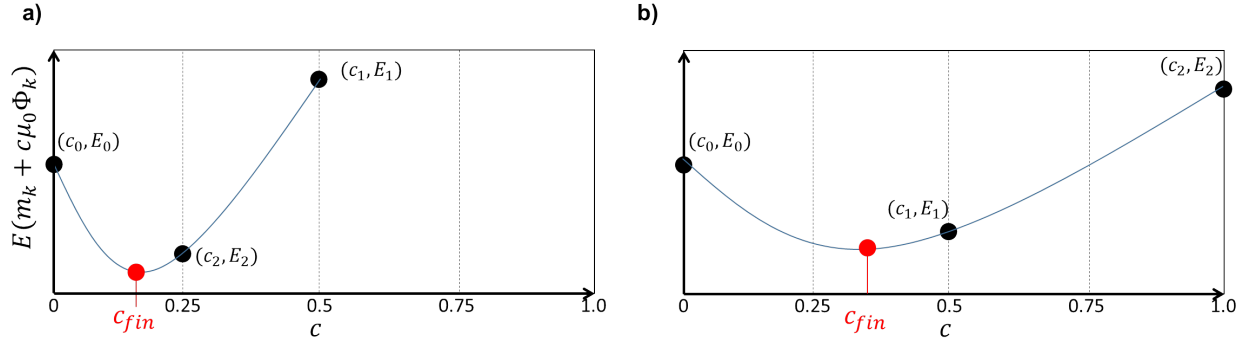 a)
E(m_k + cμ_0Φ_k)
(c_0, E_0)
(c_1, E_1)
(c_2, E_2)
0 0.25 0.5 0.75 1.0
c_fin
c
b)
(c_2, E_2)
(c_0, E_0)
(c_1, E_1)
0 0.25 0.5 0.75 1.0
c_fin
c